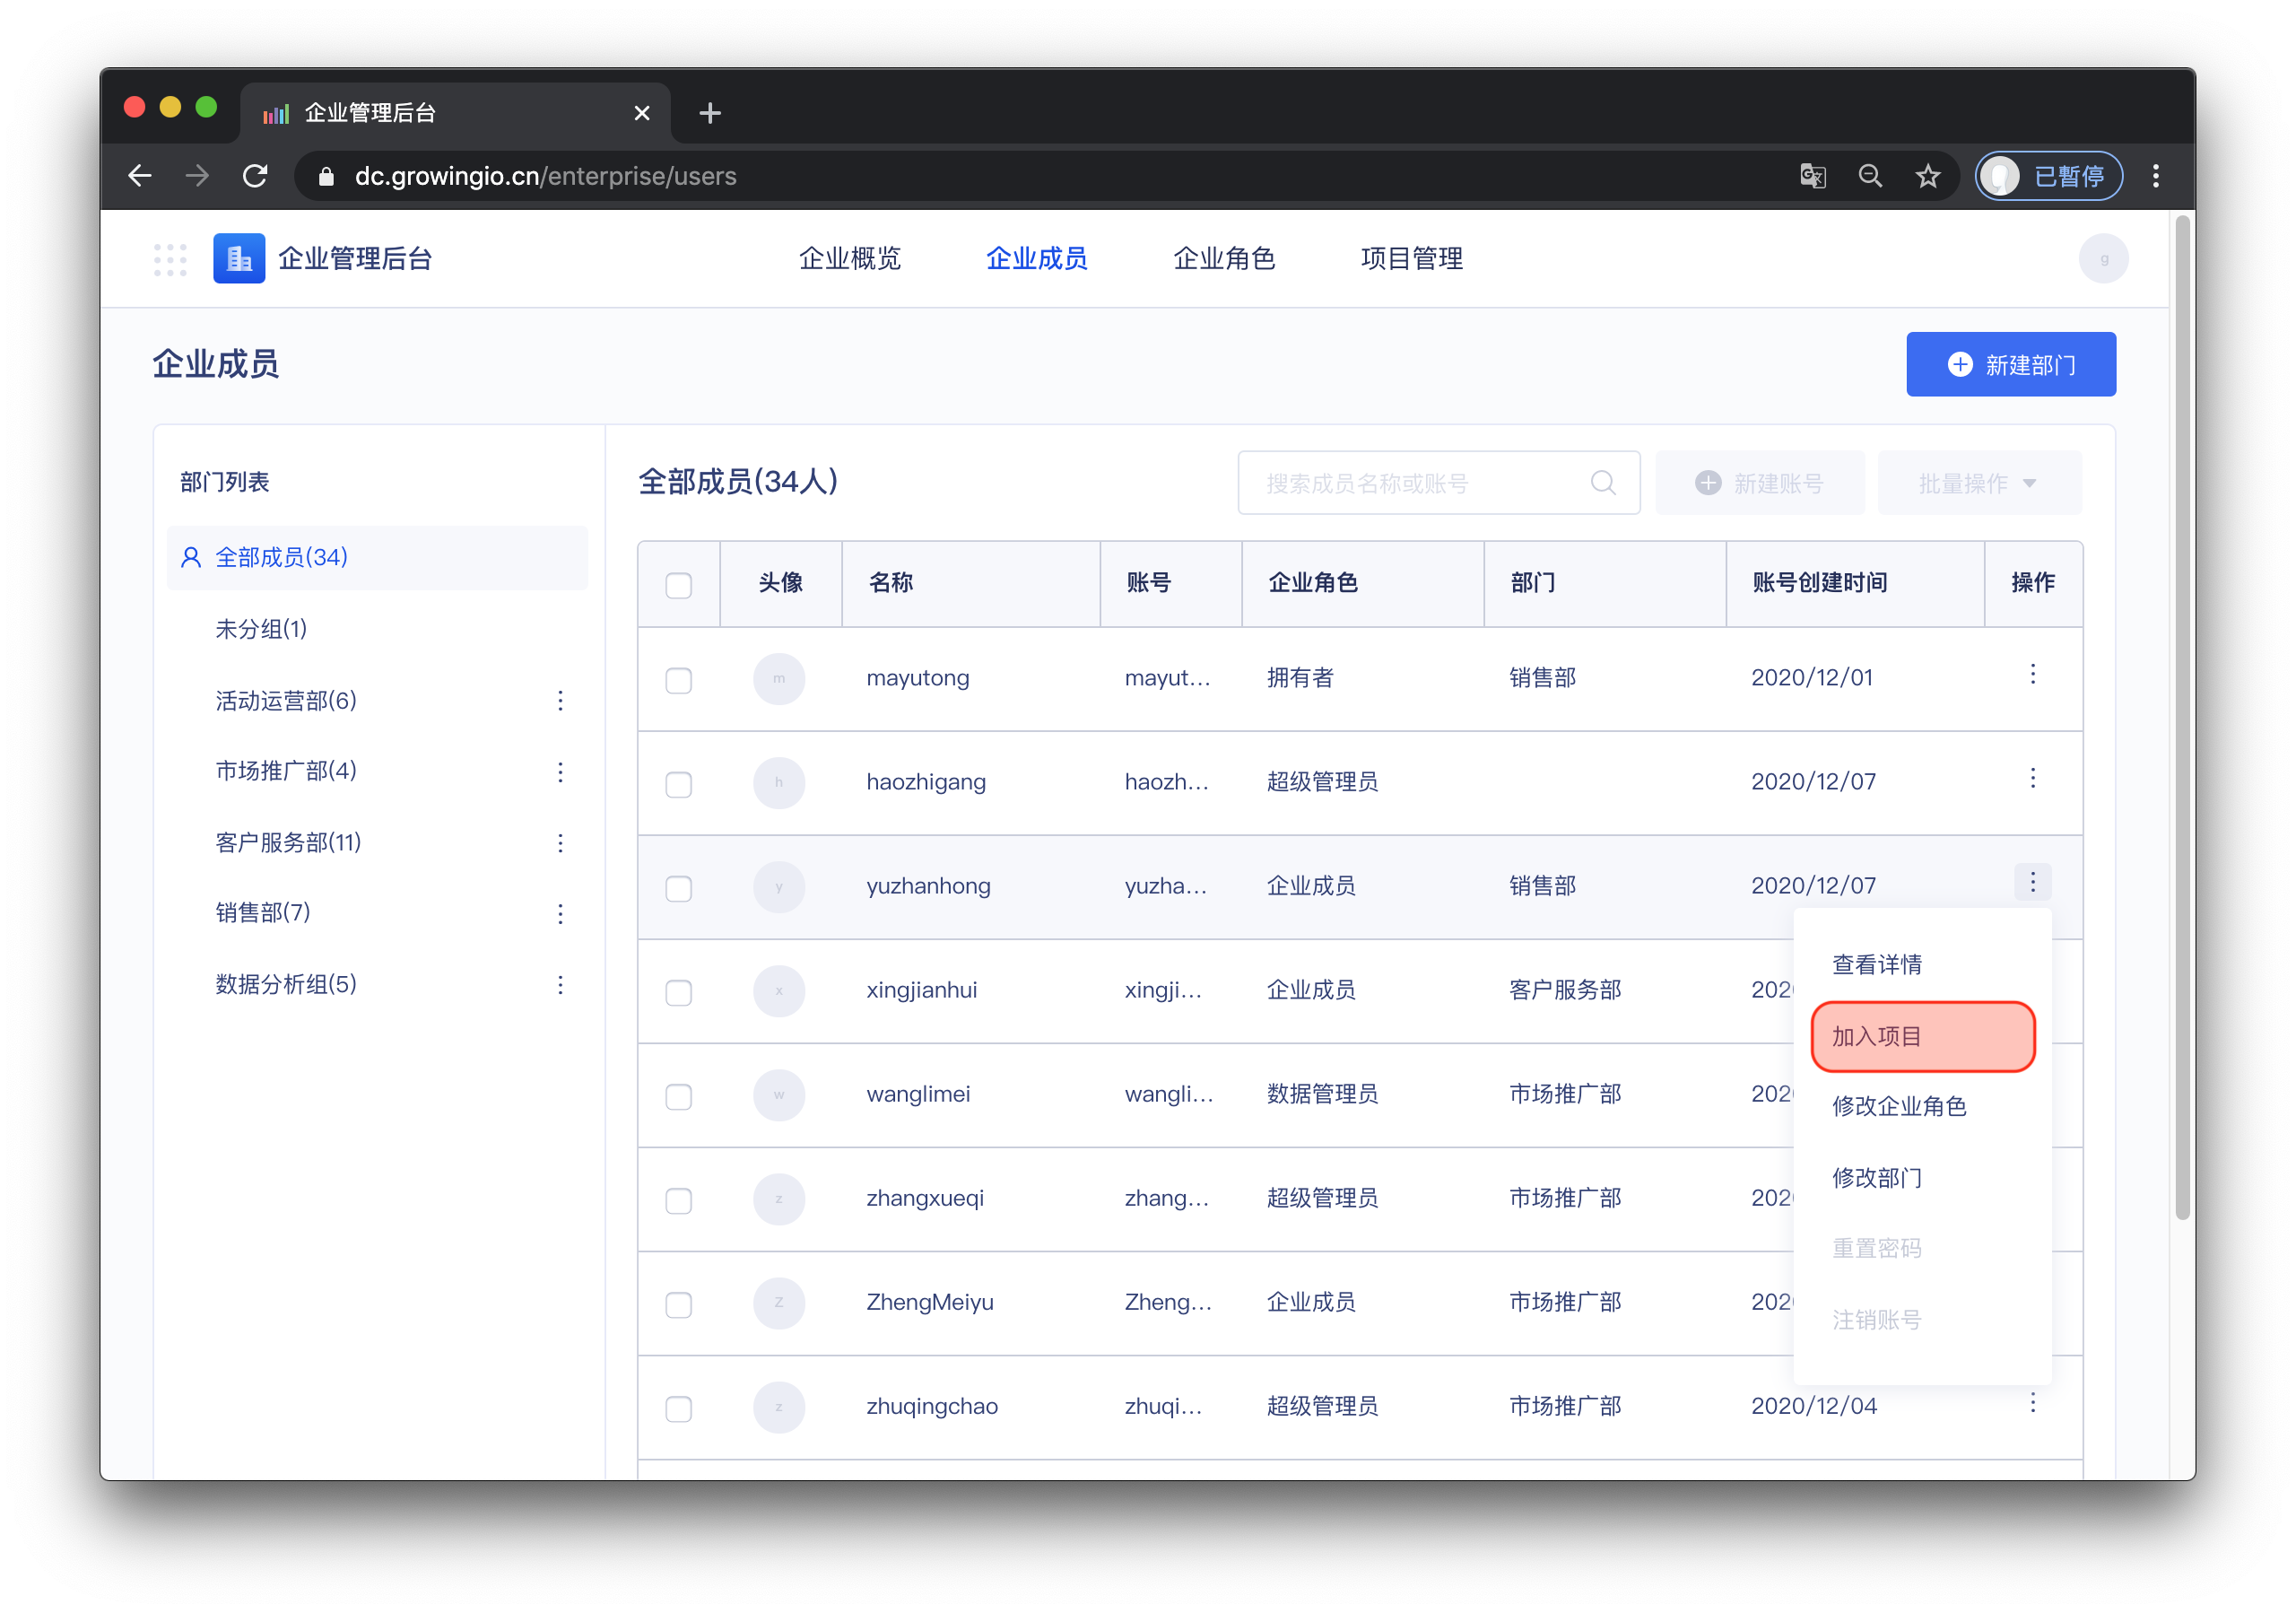 企业管理后台
dc.growingio.cn/enterprise/users
已暂停
企业管理后台
企业概览
企业成员
企业角色
项目管理
g
企业成员
新建部门
部门列表
全部成员(34)
未分组(1)
活动运营部(6)
市场推广部(4)
客户服务部(11)
销售部(7)
数据分析组(5)
全部成员(34人)
搜索成员名称或账号
新建账号
批量操作
头像 名称 账号 企业角色 部门 账号创建时间 操作
m mayutong mayut... 拥有者 销售部 2020/12/01
h haozhigang haozh... 超级管理员 2020/12/07
y yuzhanhong yuzha... 企业成员 销售部 2020/12/07
x xingjianhui xingji... 企业成员 客户服务部 202
w wanglimei wangli... 数据管理员 市场推广部 202
z zhangxueqi zhang... 超级管理员 市场推广部 202
Z ZhengMeiyu Zheng... 企业成员 市场推广部 202
z zhuqingchao zhuqi... 超级管理员 市场推广部 2020/12/04
查看详情
加入项目
修改企业角色
修改部门
重置密码
注销账号